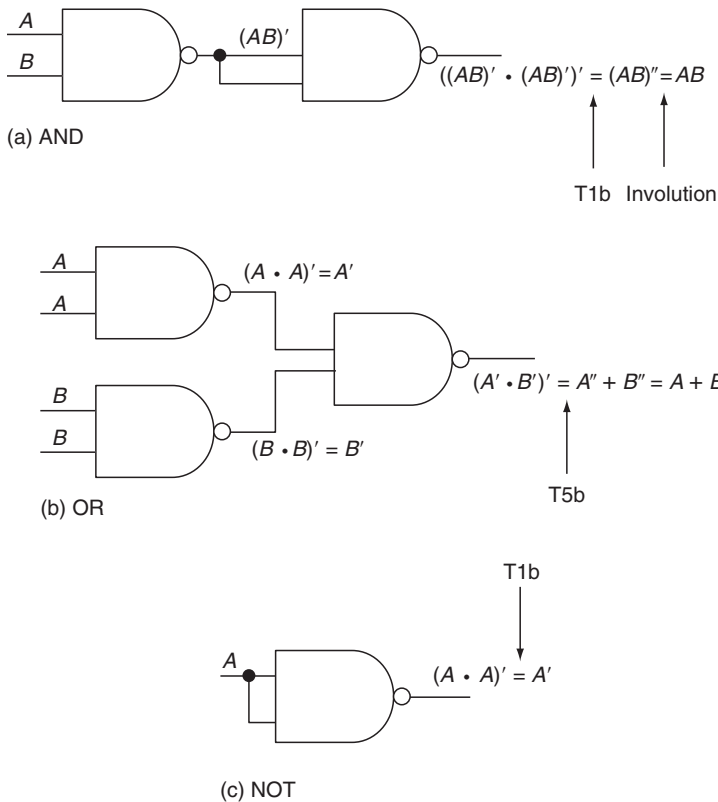 A
B
(AB)′
((AB)′ • (AB)′)′ = (AB)″ = AB
(a) AND
T1b Involution
A
A
(A • A)′ = A′
B
B
(B • B)′ = B′
(A′ • B′)′ = A″ + B″ = A + B
T5b
(b) OR
T1b
A
(A • A)′ = A′
(c) NOT